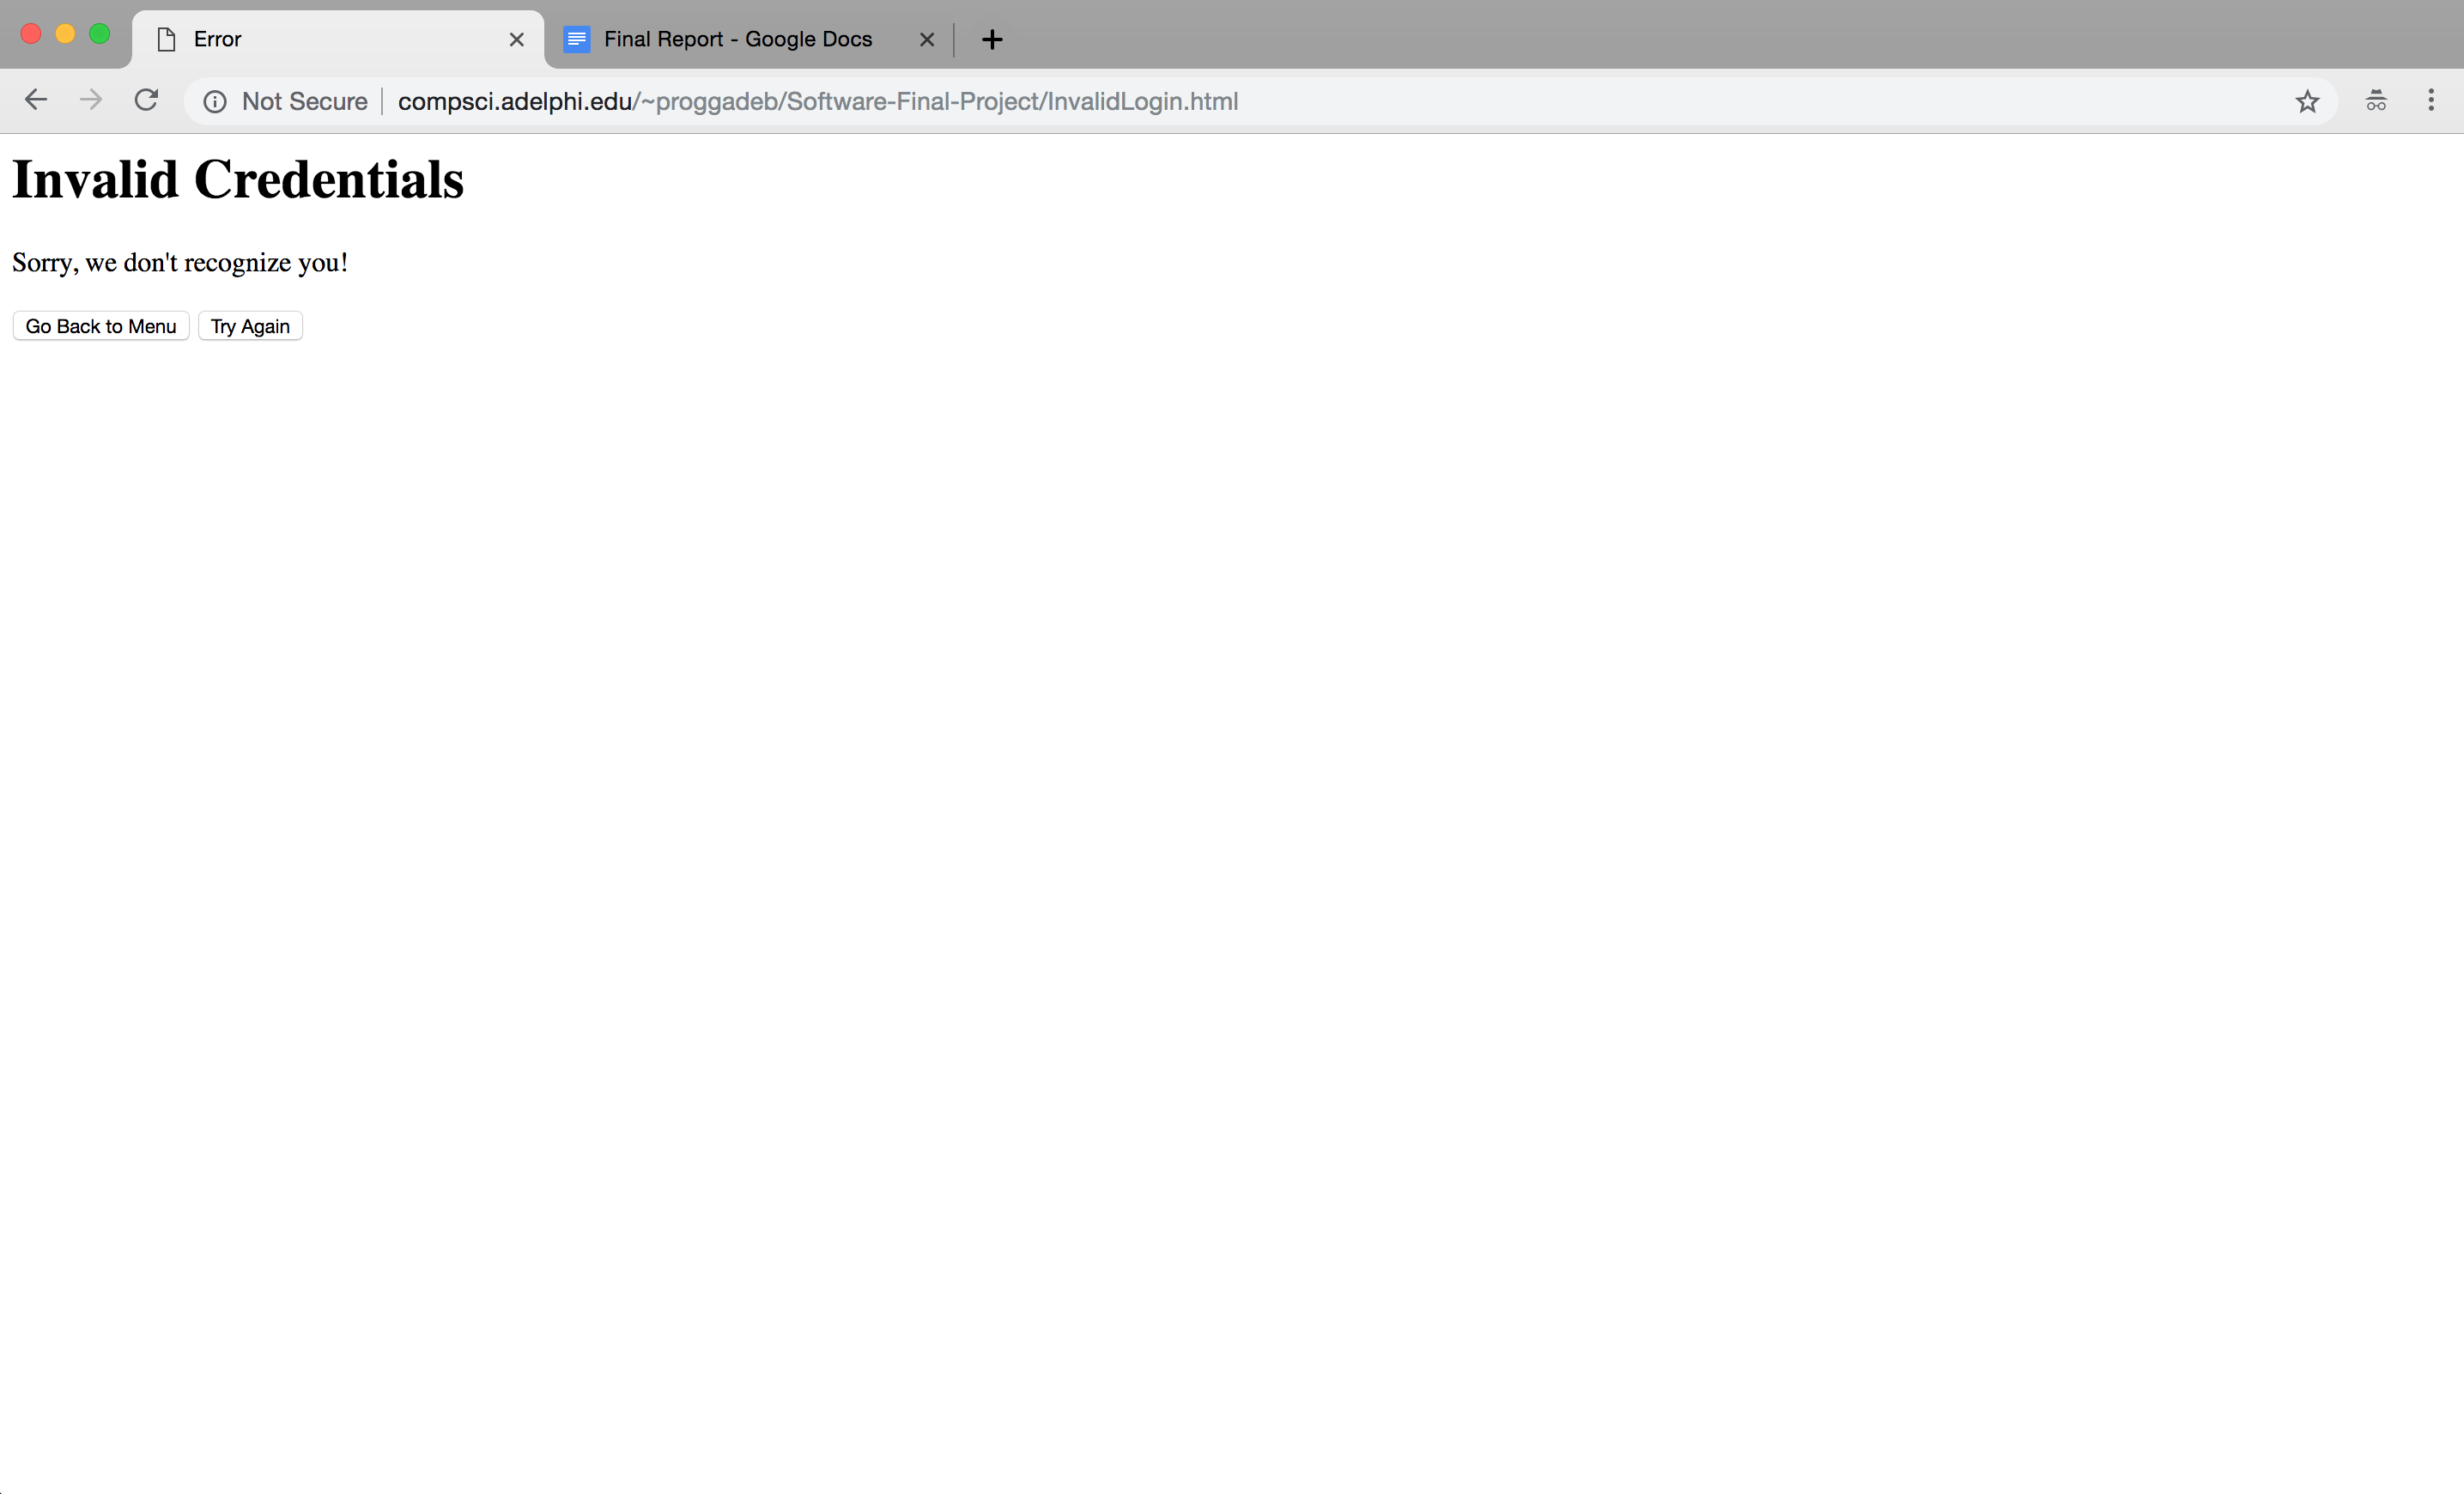 Error
Final Report - Google Docs
Not Secure compsci.adelphi.edu/~proggadeb/Software-Final-Project/InvalidLogin.html
Invalid Credentials
Sorry, we don't recognize you!
Go Back to Menu Try Again